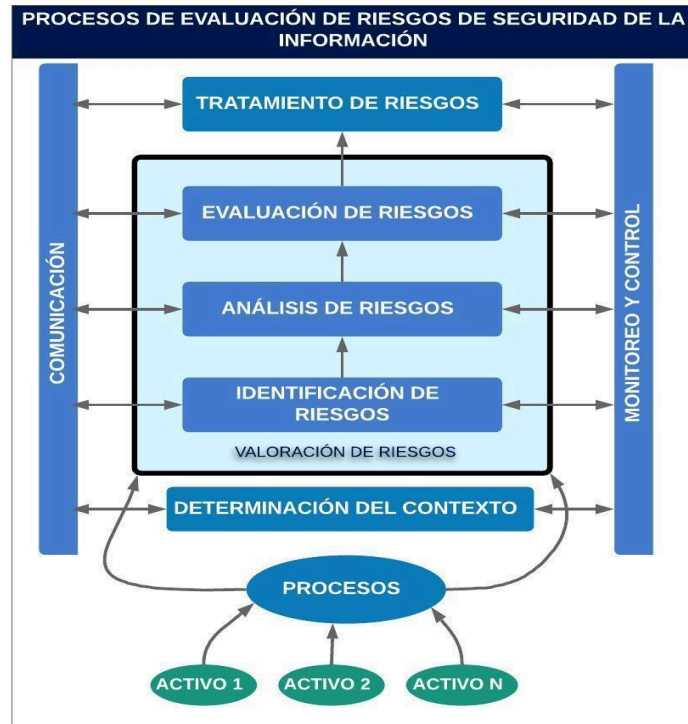 PROCESOS DE EVALUACIÓN DE RIESGOS DE SEGURIDAD DE LA
INFORMACIÓN
TRATAMIENTO DE RIESGOS
EVALUACIÓN DE RIESGOS
ANÁLISIS DE RIESGOS
IDENTIFICACIÓN DE
RIESGOS
VALORACIÓN DE RIESGOS
COMUNICACIÓN
MONITOREO Y CONTROL
DETERMINACIÓN DEL CONTEXTO
PROCESOS
ACTIVO 1
ACTIVO 2
ACTIVO N